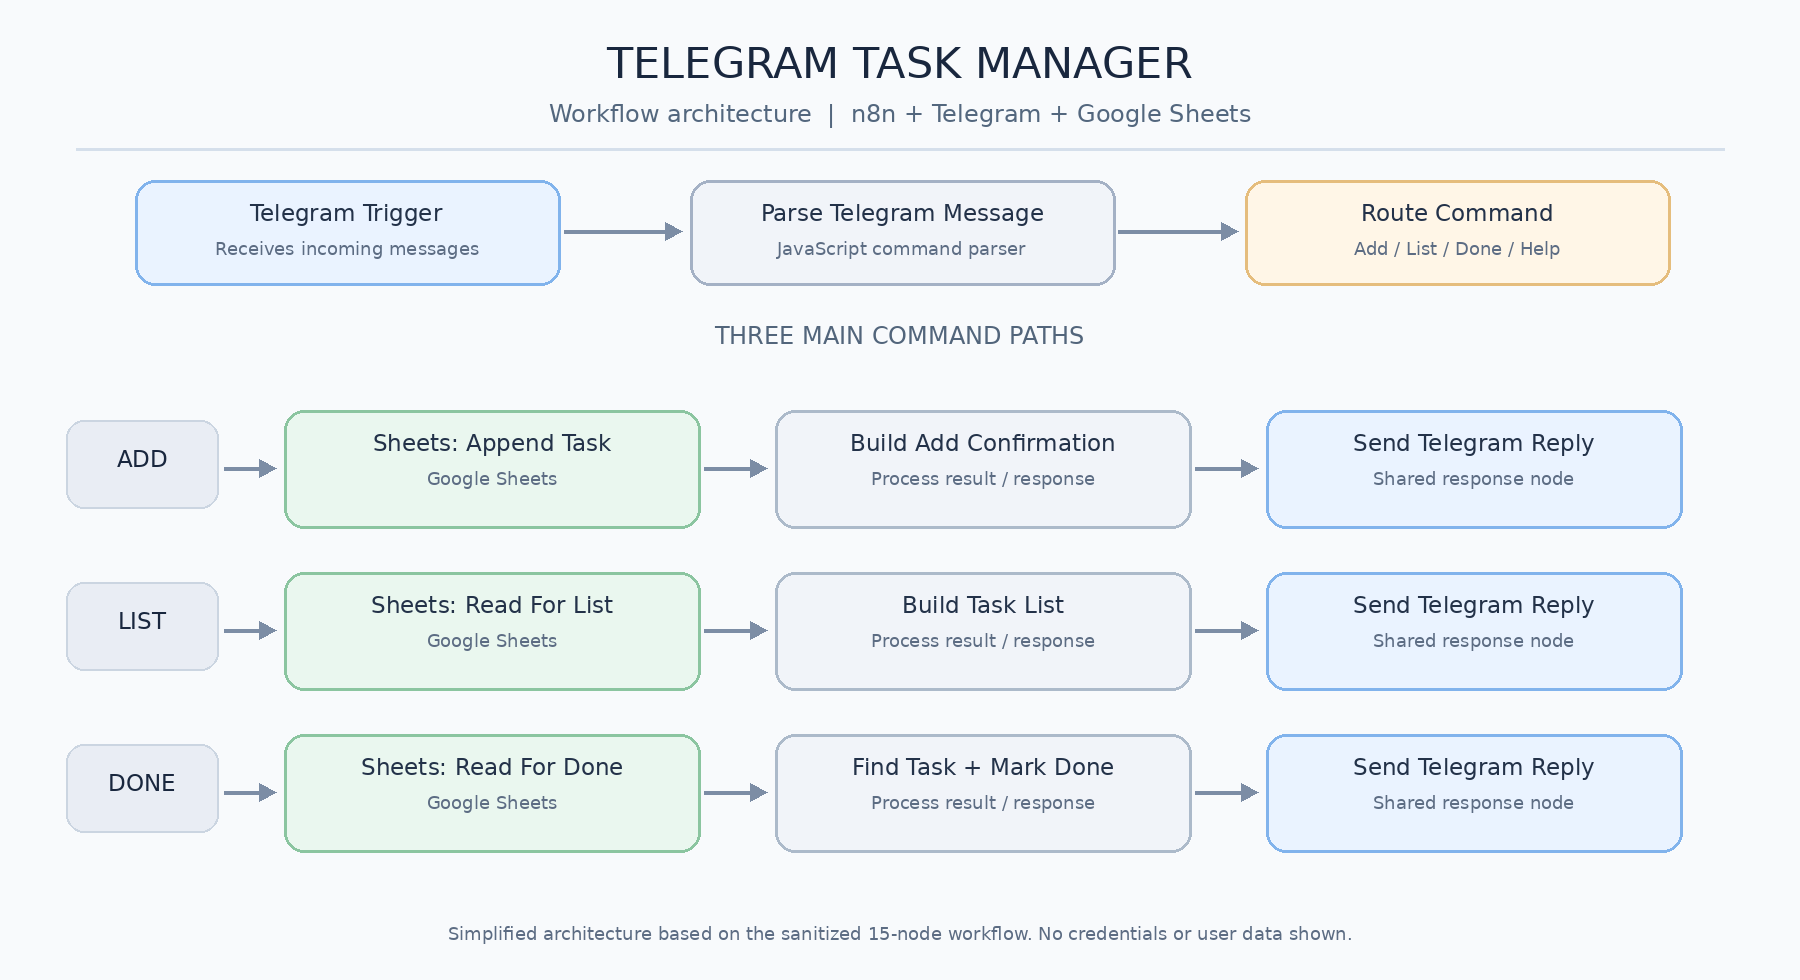 TELEGRAM TASK MANAGER
Workflow architecture | n8n + Telegram + Google Sheets
Telegram Trigger
Receives incoming messages
Parse Telegram Message
JavaScript command parser
Route Command
Add / List / Done / Help
THREE MAIN COMMAND PATHS
ADD
Sheets: Append Task
Google Sheets
Build Add Confirmation
Process result / response
Send Telegram Reply
Shared response node
LIST
Sheets: Read For List
Google Sheets
Build Task List
Process result / response
Send Telegram Reply
Shared response node
DONE
Sheets: Read For Done
Google Sheets
Find Task + Mark Done
Process result / response
Send Telegram Reply
Shared response node
Simplified architecture based on the sanitized 15-node workflow. No credentials or user data shown.